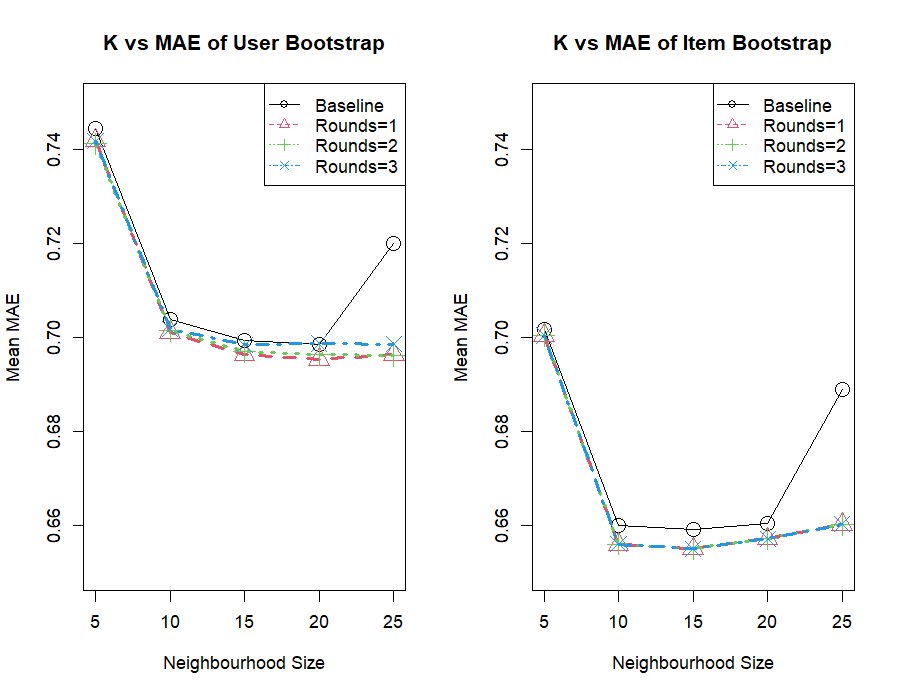 K vs MAE of User Bootstrap
Mean MAE
0.74
0.72
0.70
0.68
0.66
Baseline
Rounds=1
Rounds=2
Rounds=3
5 10 15 20 25
Neighbourhood Size
K vs MAE of Item Bootstrap
Mean MAE
0.74
0.72
0.70
0.68
0.66
Baseline
Rounds=1
Rounds=2
Rounds=3
5 10 15 20 25
Neighbourhood Size